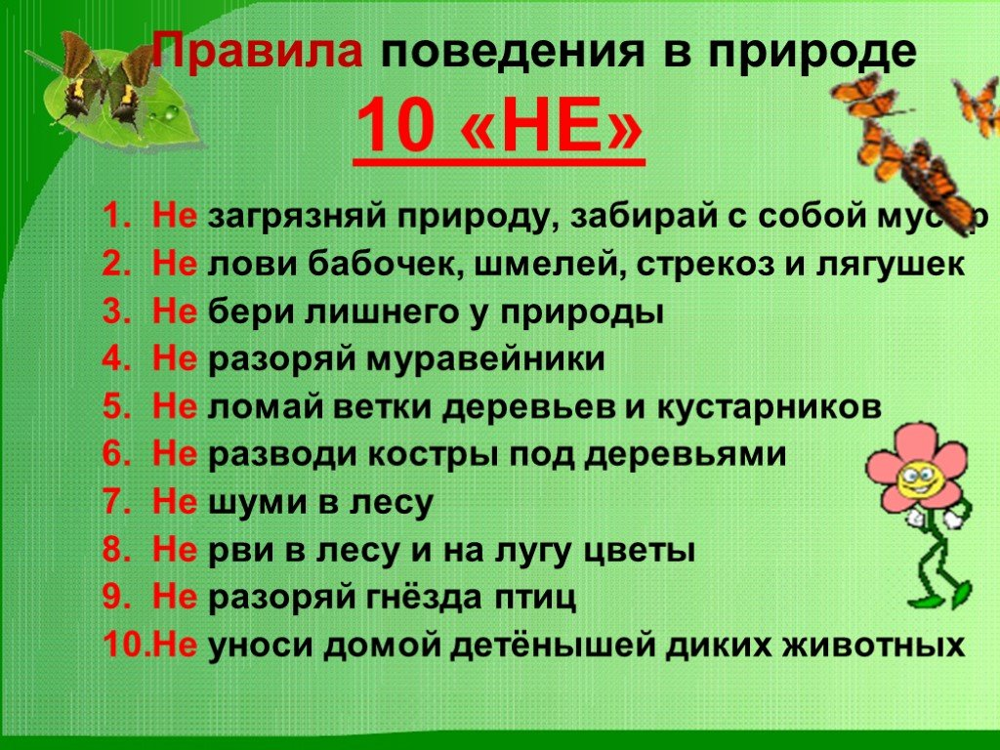 Правила поведения в природе
10 «НЕ»
1. Не загрязняй природу, забирай с собой мусор
2. Не лови бабочек, шмелей, стрекоз и лягушек
3. Не бери лишнего у природы
4. Не разоряй муравейники
5. Не ломай ветки деревьев и кустарников
6. Не разводи костры под деревьями
7. Не шуми в лесу
8. Не рви в лесу и на лугу цветы
9. Не разоряй гнёзда птиц
10.Не уноси домой детёнышей диких животных